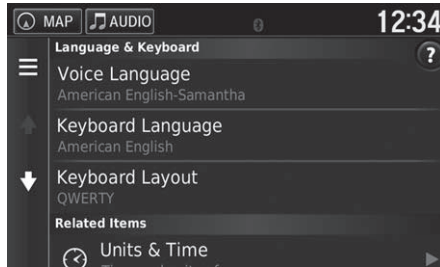 MAP AUDIO 12:34
Language & Keyboard
?
Voice Language
American English-Samantha
Keyboard Language
American English
Keyboard Layout
QWERTY
Related Items
Units & Time